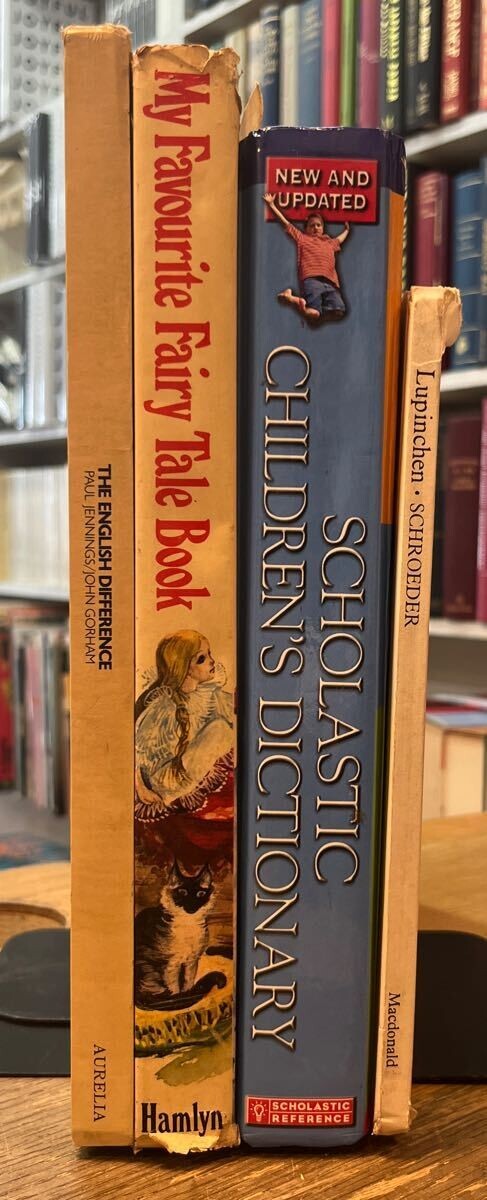 THE ENGLISH DIFFERENCE
PAUL JENNINGS/JOHN GORHAM
AURELIA
My Favourite Fairy Tale Book
Hamlyn
NEW AND
UPDATED
SCHOLASTIC
CHILDREN'S DICTIONARY
SCHOLASTIC
REFERENCE
Lupinchen • SCHROEDER
Macdonald